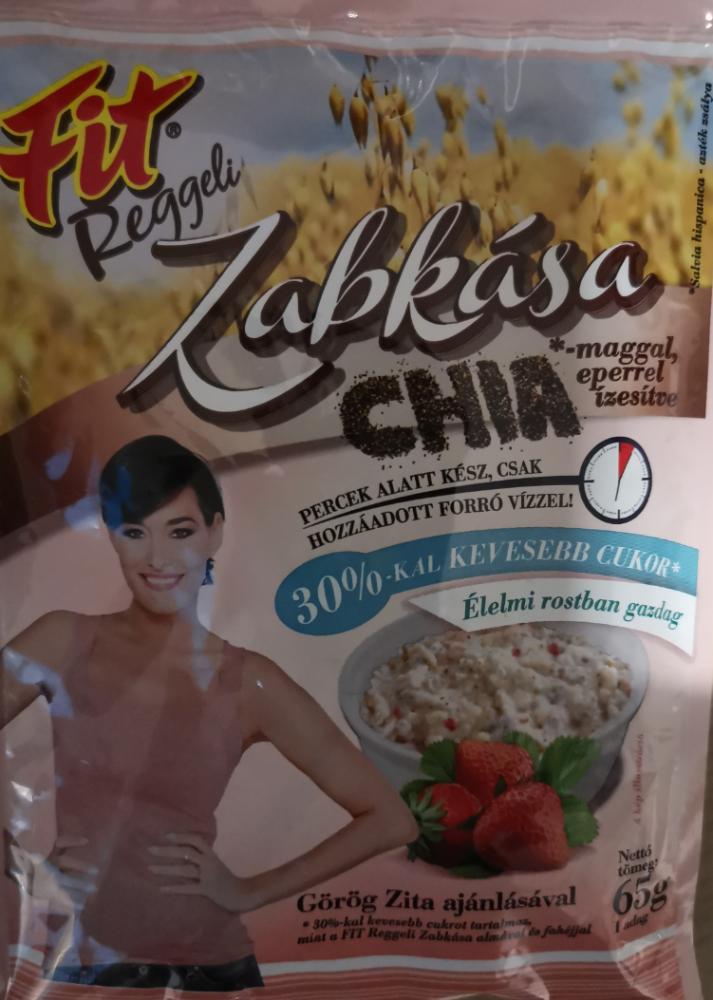 Fit®
Reggeli
Zabkása
CHIA*-maggal,
eperrel
ízesítve
*Salvia hispanica - azték zsálya
PERCEK ALATT KÉSZ, CSAK
HOZZÁADOTT FORRÓ VÍZZEL!
30%-KAL KEVESEBB CUKOR*
Élelmi rostban gazdag
A kép illusztráció
Nettó
tömeg:
65g
1 adag
Görög Zita ajánlásával
* 30%-kal kevesebb cukrot tartalmaz,
mint a FIT Reggeli Zabkása almával és fahéjjal